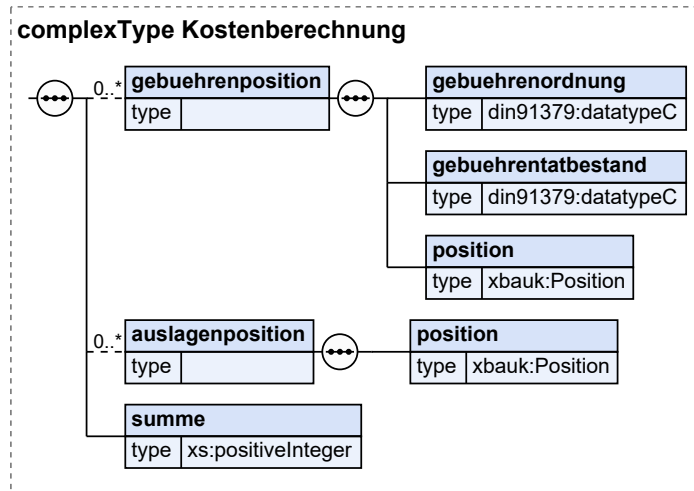 complexType Kostenberechnung
0..* gebuehrenposition
type
gebuehrenordnung
type din91379:datatypeC
gebuehrentatbestand
type din91379:datatypeC
position
type xbauk:Position
0..* auslagenposition
type
position
type xbauk:Position
summe
type xs:positiveInteger